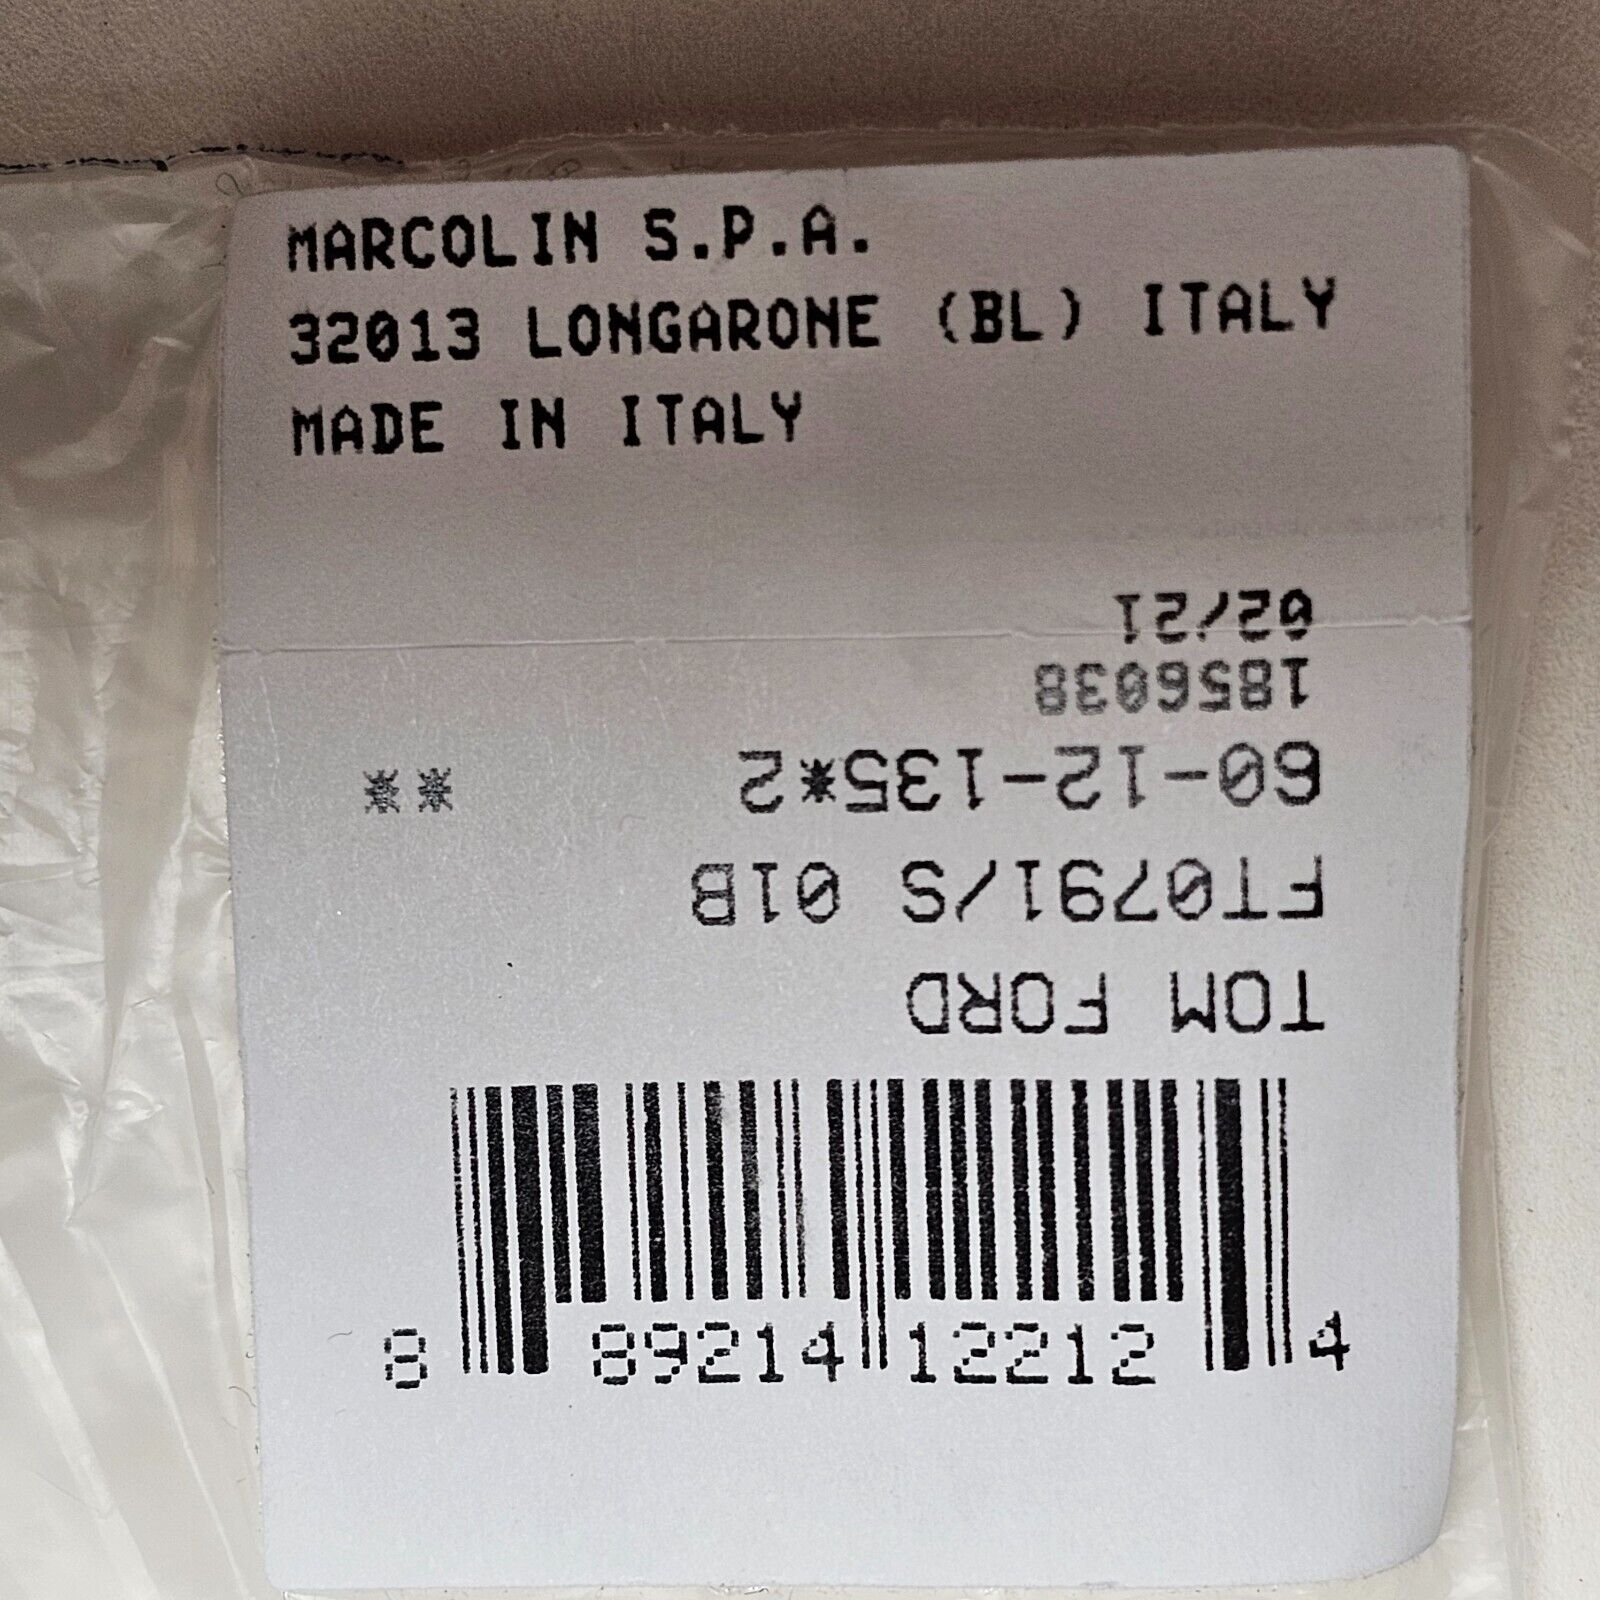 MARCOLIN S.P.A.
32013 LONGARONE (BL) ITALY
MADE IN ITALY
TOM FORD
FT0791/S 01B
60-12-135*2 **
1856038
02/21
8 89214 12212 4